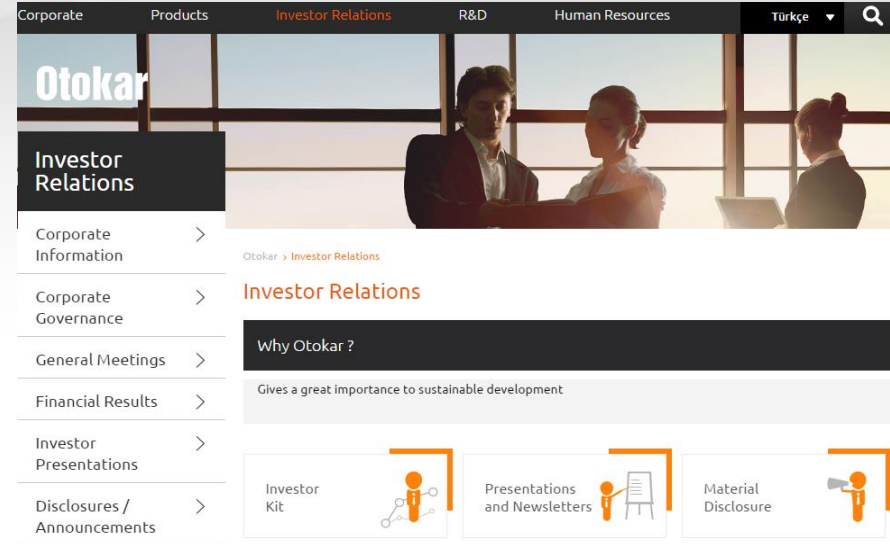 Corporate Products Investor Relations R&D Human Resources Türkçe
Otokar
Investor
Relations
Corporate
Information
Corporate
Governance
General Meetings
Financial Results
Investor
Presentations
Disclosures /
Announcements
Otokar > Investor Relations
Investor Relations
Why Otokar ?
Gives a great importance to sustainable development
Investor
Kit
Presentations
and Newsletters
Material
Disclosure